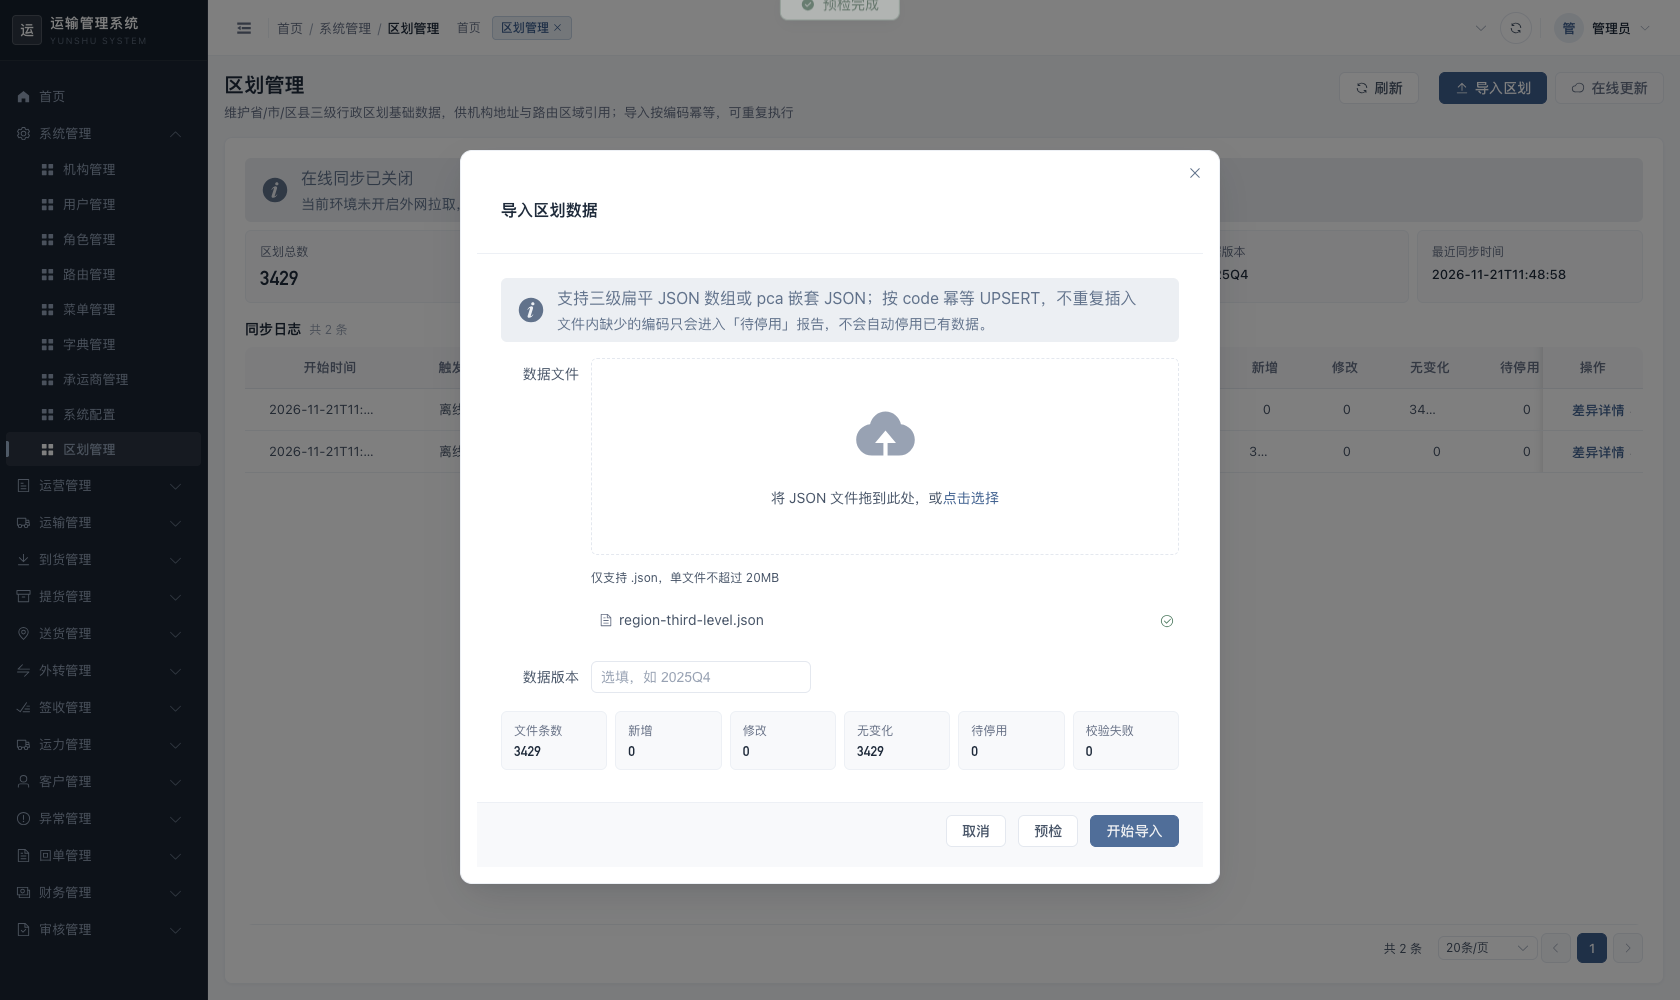 预检完成
运
运输管理系统
YUNSHU SYSTEM
首页 / 系统管理 / 区划管理
首页
区划管理
管
管理员
首页
系统管理
机构管理
用户管理
角色管理
路由管理
菜单管理
字典管理
承运商管理
系统配置
区划管理
运营管理
运输管理
到货管理
提货管理
送货管理
外转管理
签收管理
运力管理
客户管理
异常管理
回单管理
财务管理
审核管理
区划管理
维护省/市/区县三级行政区划基础数据，供机构地址与路由区域引用；导入按编码幂等，可重复执行
刷新
导入区划
在线更新
在线同步已关闭
当前环境未开启外网拉取,
区划总数
3429
版本
5Q4
最近同步时间
2026-11-21T11:48:58
同步日志 共 2 条
开始时间 触发 新增 修改 无变化 待停用 操作
2026-11-21T11:... 离线 0 0 34... 0 差异详情
2026-11-21T11:... 离线 3... 0 0 0 差异详情
共 2 条
20条/页
1
导入区划数据
支持三级扁平 JSON 数组或 pca 嵌套 JSON；按 code 幂等 UPSERT，不重复插入
文件内缺少的编码只会进入「待停用」报告，不会自动停用已有数据。
数据文件
将 JSON 文件拖到此处，或点击选择
仅支持 .json，单文件不超过 20MB
region-third-level.json
数据版本
选填，如 2025Q4
文件条数 新增 修改 无变化 待停用 校验失败
3429 0 0 3429 0 0
取消
预检
开始导入